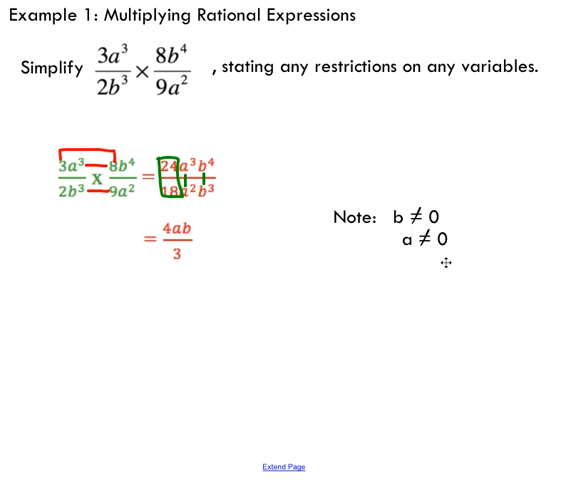 Example 1: Multiplying Rational Expressions
Simplify 3a³/2b³ × 8b⁴/9a² , stating any restrictions on any variables.
3a³/2b³ x 8b⁴/9a² = 24a³b⁴/18a²b³
= 4ab/3
Note: b ≠ 0
a ≠ 0
Extend Page